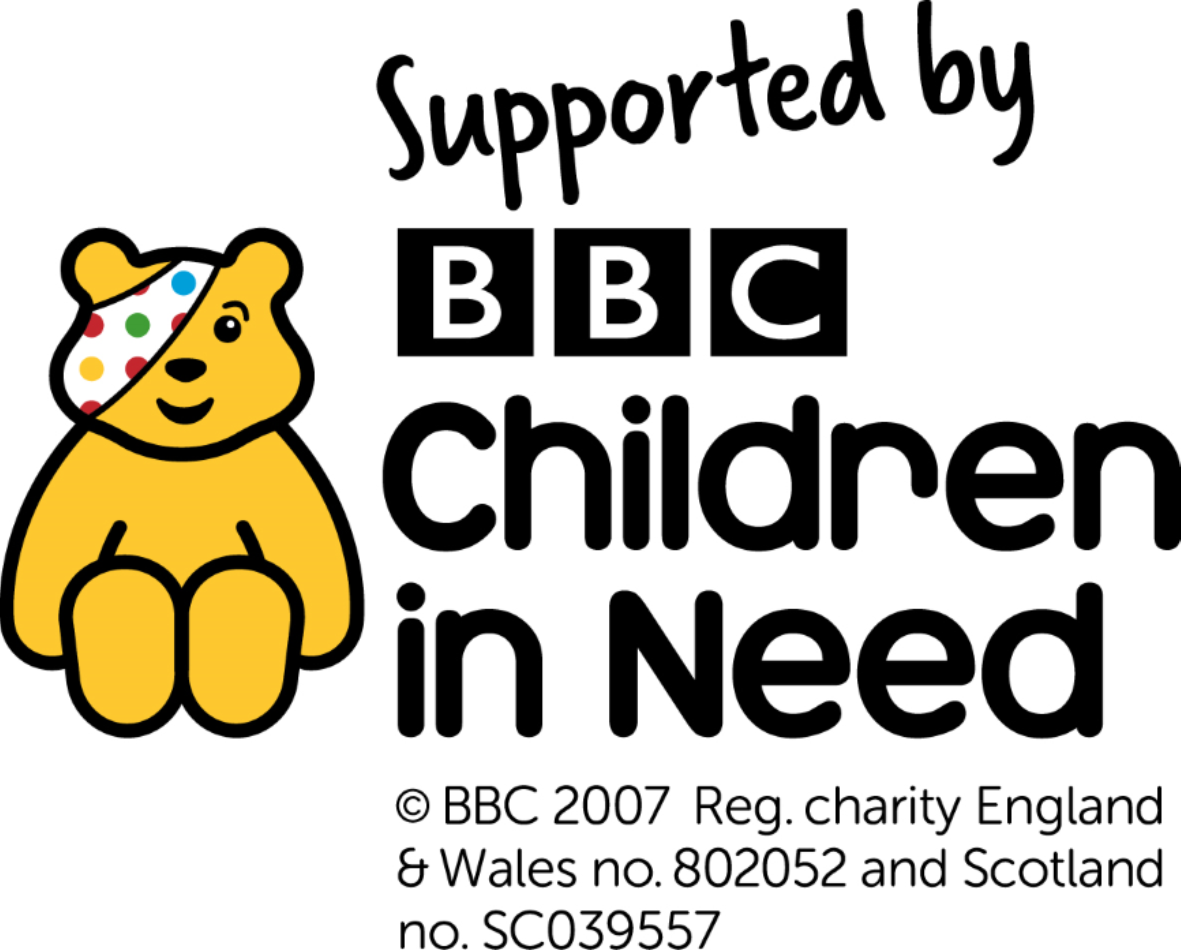 Supported by
BBC
Children
in Need
© BBC 2007 Reg. charity England
& Wales no. 802052 and Scotland
no. SC039557